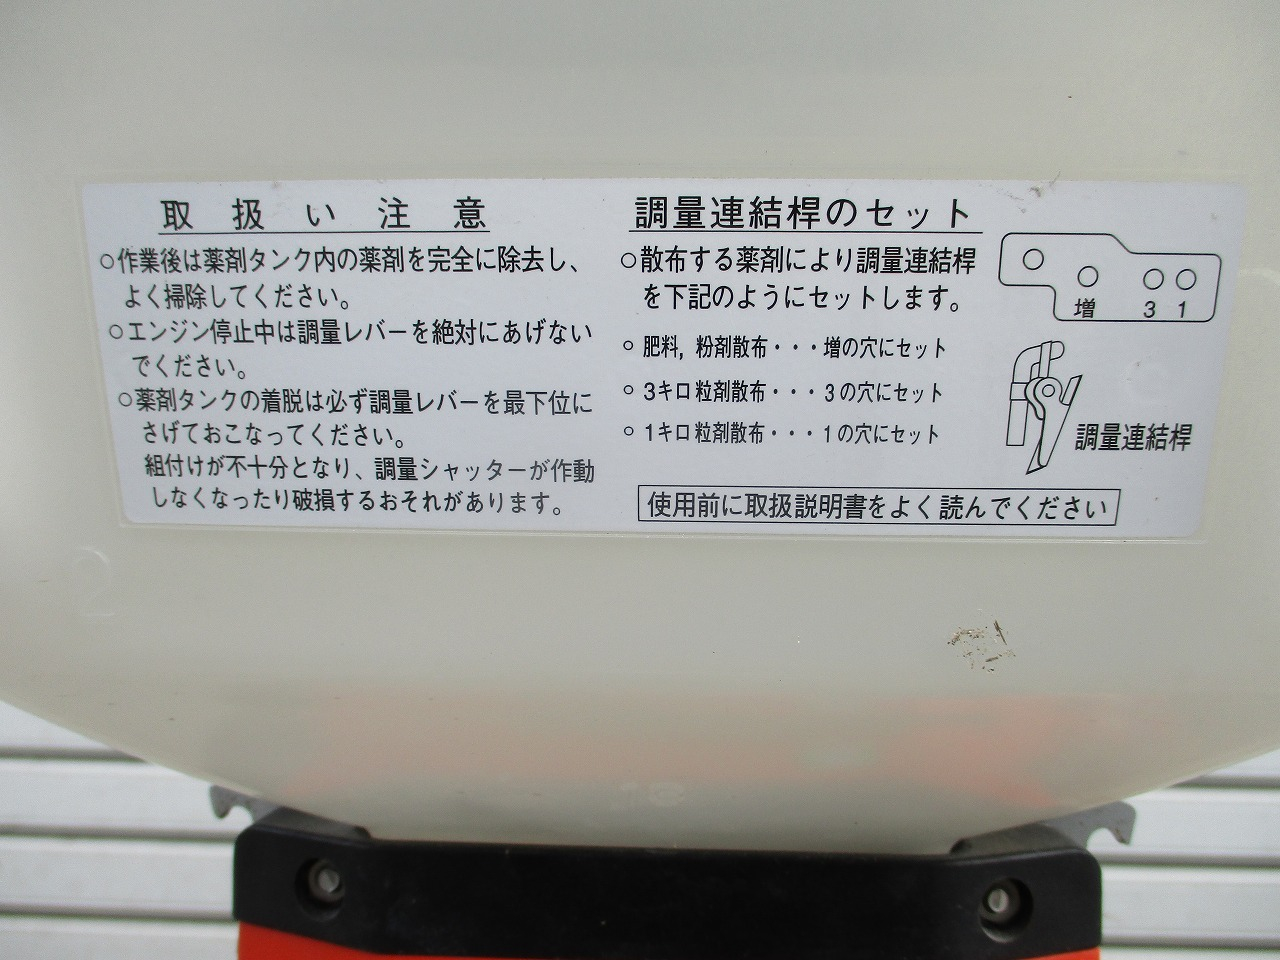 取扱い注意
○作業後は薬剤タンク内の薬剤を完全に除去し、
よく掃除してください。
○エンジン停止中は調量レバーを絶対にあげない
でください。
○薬剤タンクの着脱は必ず調量レバーを最下位に
さげておこなってください。
組付けが不十分となり、調量シャッターが作動
しなくなったり破損するおそれがあります。
調量連結桿のセット
○散布する薬剤により調量連結桿
を下記のようにセットします。
○肥料，粉剤散布・・・増の穴にセット
○3キロ粒剤散布・・・3の穴にセット
○1キロ粒剤散布・・・1の穴にセット
増 3 1
調量連結桿
使用前に取扱説明書をよく読んでください